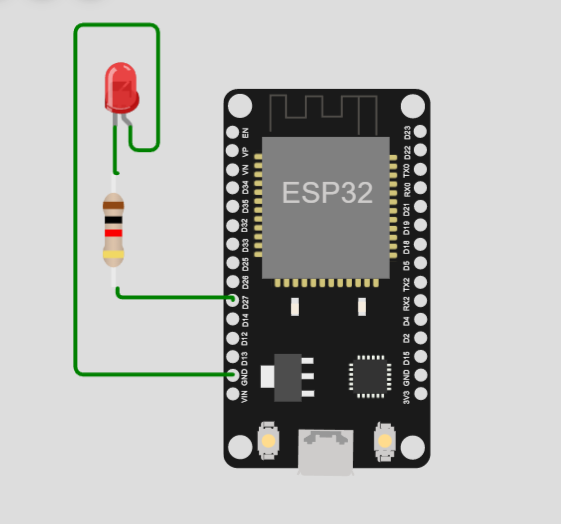 ESP32
EN
VP
VN
D34
D35
D32
D33
D25
D26
D27
D14
D12
D13
GND
VIN
D23
D22
TX0
RX0
D21
D19
D18
D5
TX2
RX2
D4
D2
D15
GND
3V3